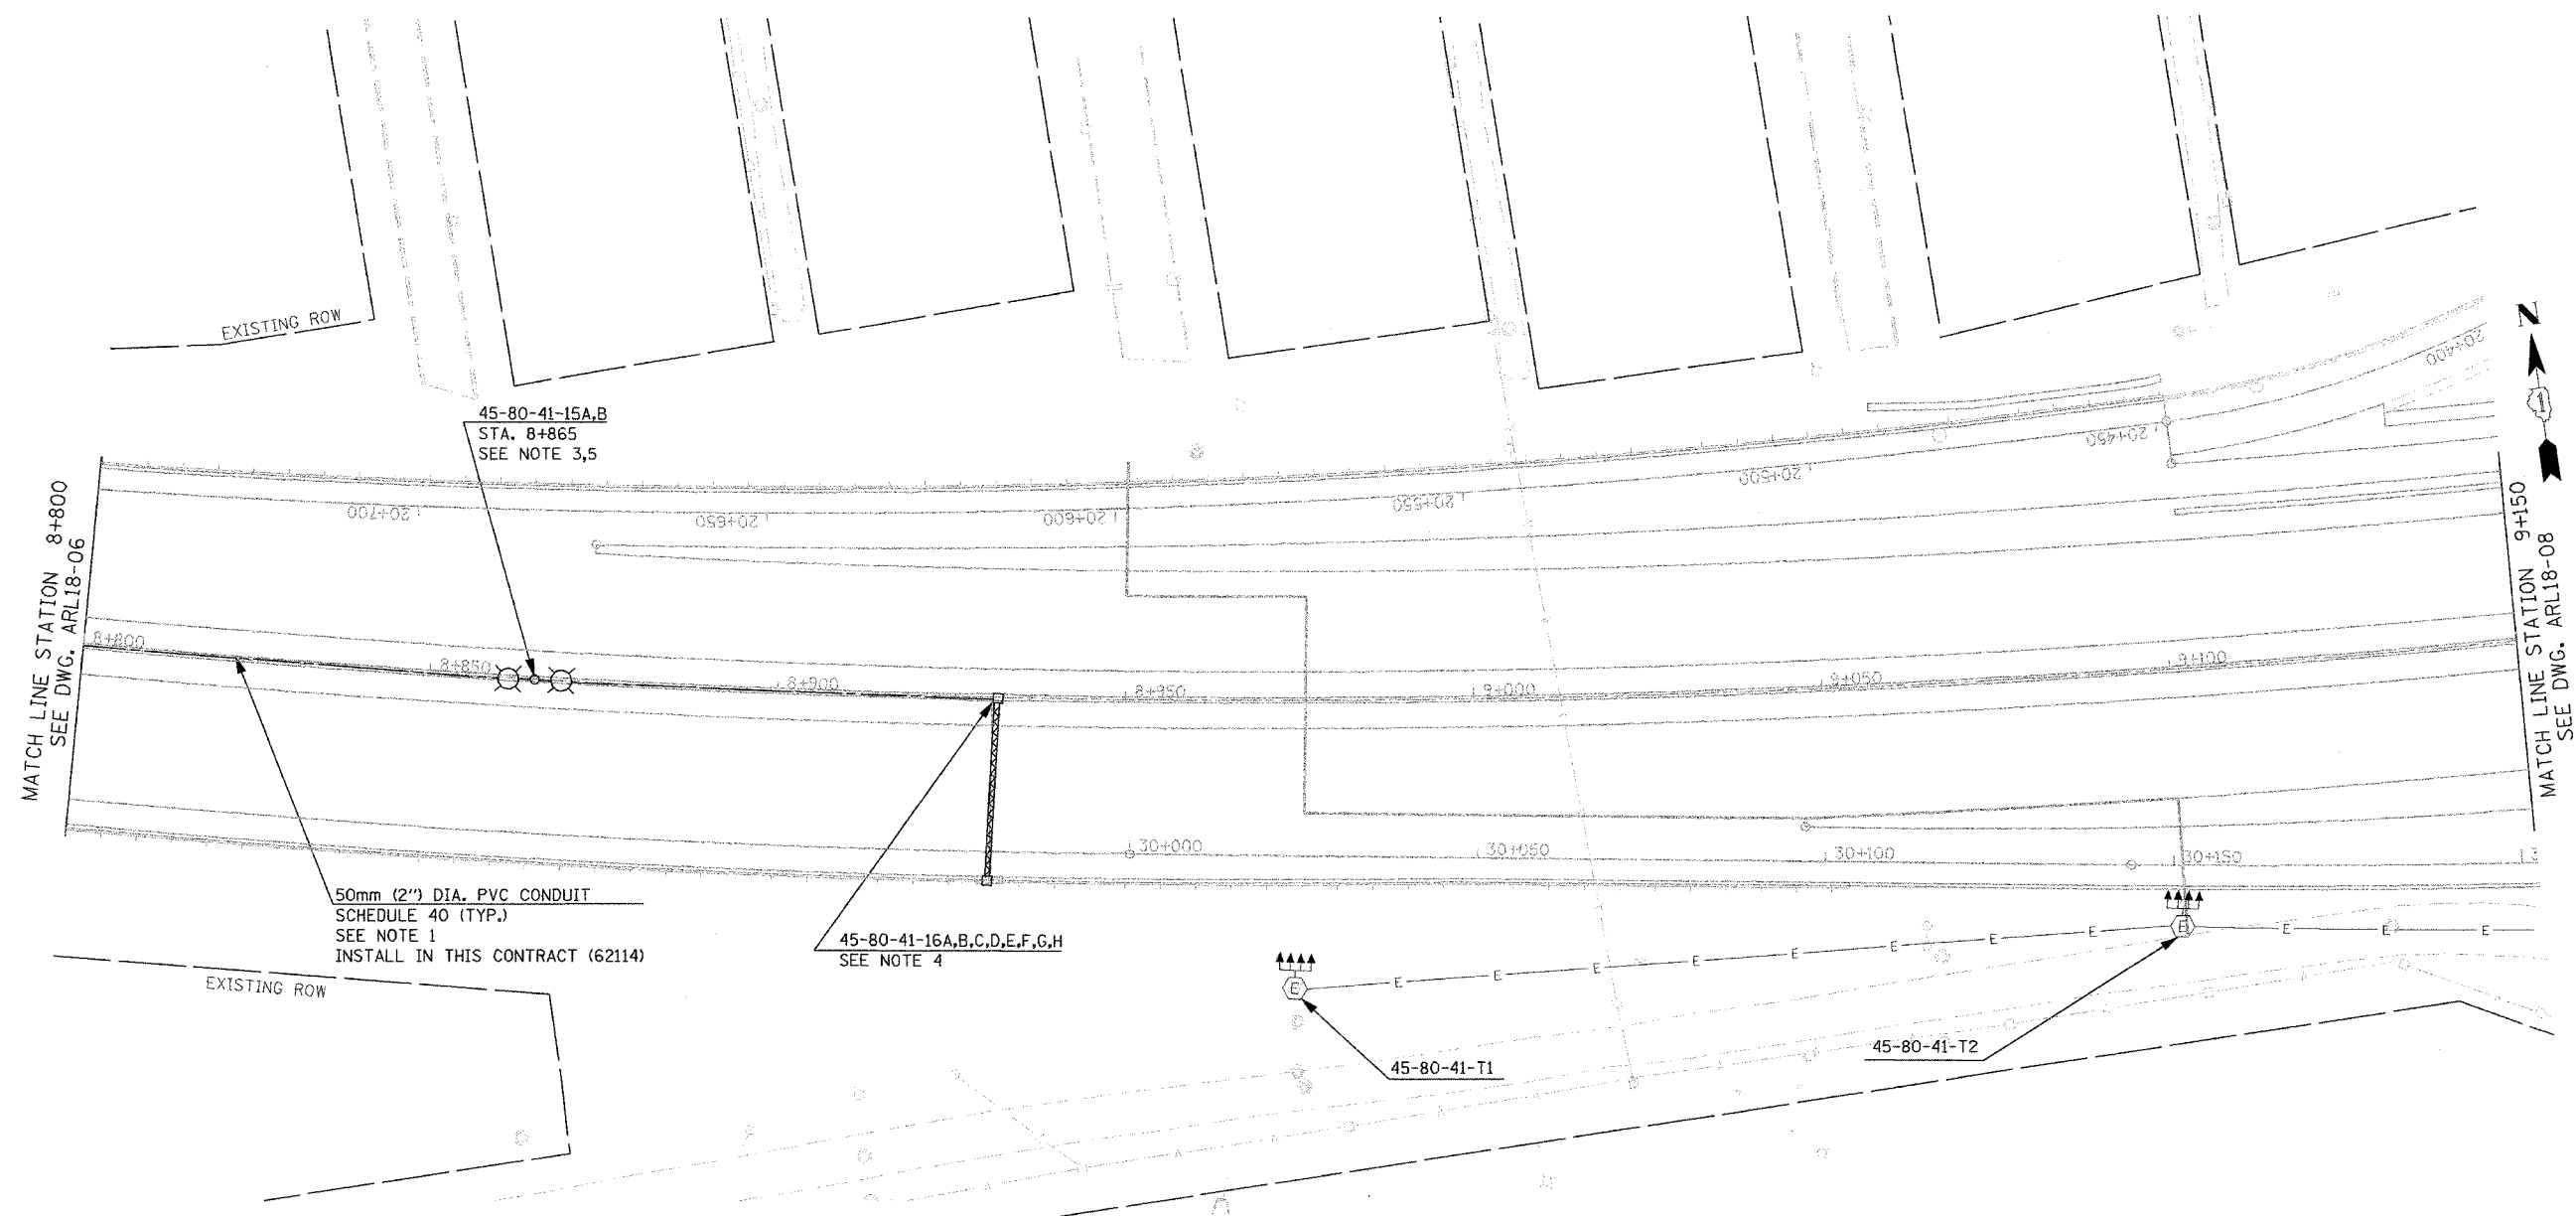 EXISTING ROW
N
1
45-80-41-15A,B
STA. 8+865
SEE NOTE 3,5
20+400
20+450
20+500
20+550
20+600
20+650
20+700
MATCH LINE STATION 8+800
SEE DWG. ARL18-06
MATCH LINE STATION 9+150
SEE DWG. ARL18-08
8+800
8+850
8+900
8+950
9+000
9+050
9+100
30+000
30+050
30+100
30+150
50mm (2") DIA. PVC CONDUIT
SCHEDULE 40 (TYP.)
SEE NOTE 1
INSTALL IN THIS CONTRACT (62114)
45-80-41-16A,B,C,D,E,F,G,H
SEE NOTE 4
EXISTING ROW
E
E
E
E
E
E
E
E
E
E
E
E
E
45-80-41-T1
45-80-41-T2